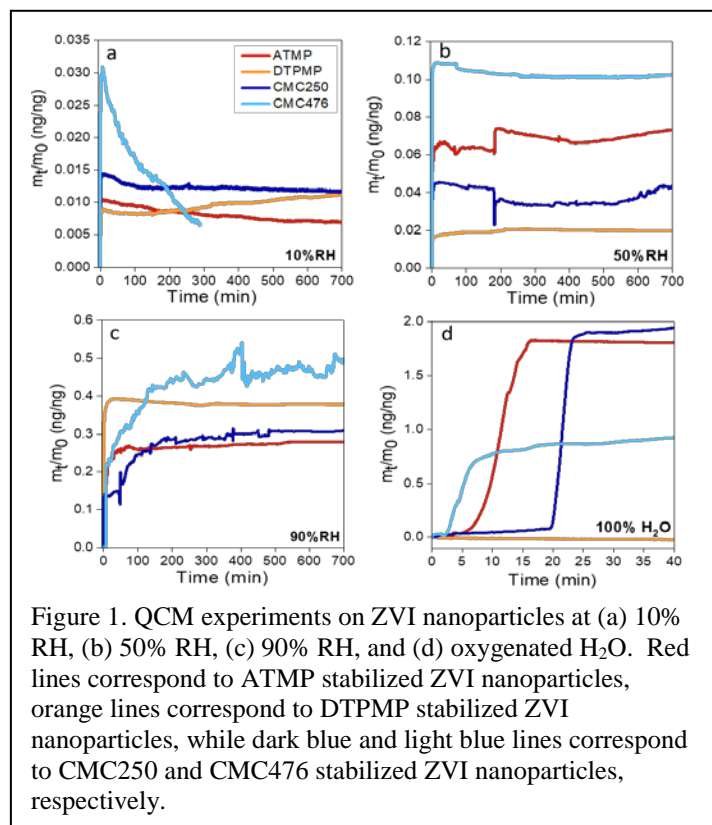 a
ATMP
DTPMP
CMC250
CMC476
0.035
0.030
0.025
0.020
0.015
0.010
0.005
0.000
mt/m0 (ng/ng)
10%RH
0 100 200 300 400 500 600 700
Time (min)
b
0.12
0.10
0.08
0.06
0.04
0.02
0.00
mt/m0 (ng/ng)
50%RH
0 100 200 300 400 500 600 700
Time (min)
c
0.6
0.5
0.4
0.3
0.2
0.1
0.0
mt/m0 (ng/ng)
90%RH
0 100 200 300 400 500 600 700
Time (min)
d
2.0
1.5
1.0
0.5
0.0
mt/m0 (ng/ng)
100% H2O
0 5 10 15 20 25 30 35 40
Time (min)
Figure 1. QCM experiments on ZVI nanoparticles at (a) 10%
RH, (b) 50% RH, (c) 90% RH, and (d) oxygenated H2O. Red
lines correspond to ATMP stabilized ZVI nanoparticles,
orange lines correspond to DTPMP stabilized ZVI
nanoparticles, while dark blue and light blue lines correspond
to CMC250 and CMC476 stabilized ZVI nanoparticles,
respectively.